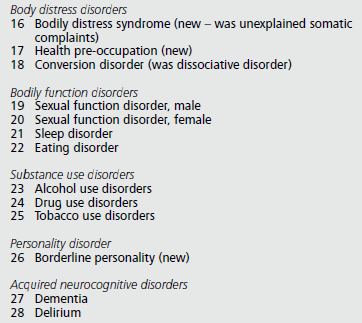 Body distress disorders
16 Bodily distress syndrome (new – was unexplained somatic
complaints)
17 Health pre-occupation (new)
18 Conversion disorder (was dissociative disorder)
Bodily function disorders
19 Sexual function disorder, male
20 Sexual function disorder, female
21 Sleep disorder
22 Eating disorder
Substance use disorders
23 Alcohol use disorders
24 Drug use disorders
25 Tobacco use disorders
Personality disorder
26 Borderline personality (new)
Acquired neurocognitive disorders
27 Dementia
28 Delirium